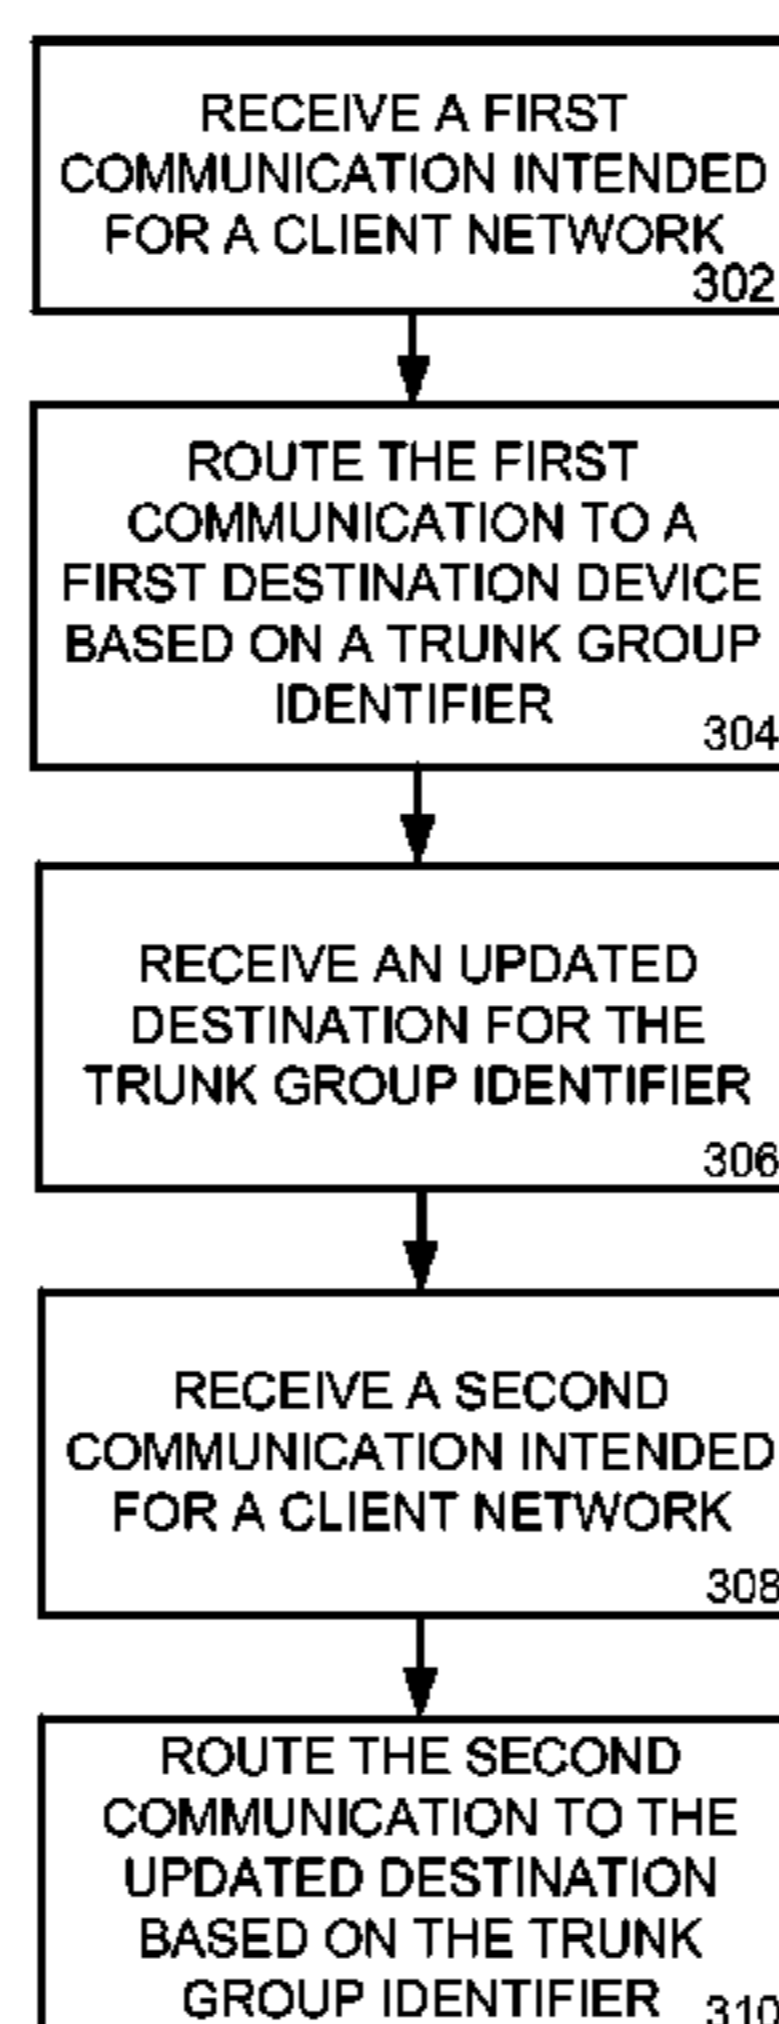 RECEIVE A FIRST
COMMUNICATION INTENDED
FOR A CLIENT NETWORK
302
ROUTE THE FIRST
COMMUNICATION TO A
FIRST DESTINATION DEVICE
BASED ON A TRUNK GROUP
IDENTIFIER
304
RECEIVE AN UPDATED
DESTINATION FOR THE
TRUNK GROUP IDENTIFIER
306
RECEIVE A SECOND
COMMUNICATION INTENDED
FOR A CLIENT NETWORK
308
ROUTE THE SECOND
COMMUNICATION TO THE
UPDATED DESTINATION
BASED ON THE TRUNK
GROUP IDENTIFIER
310